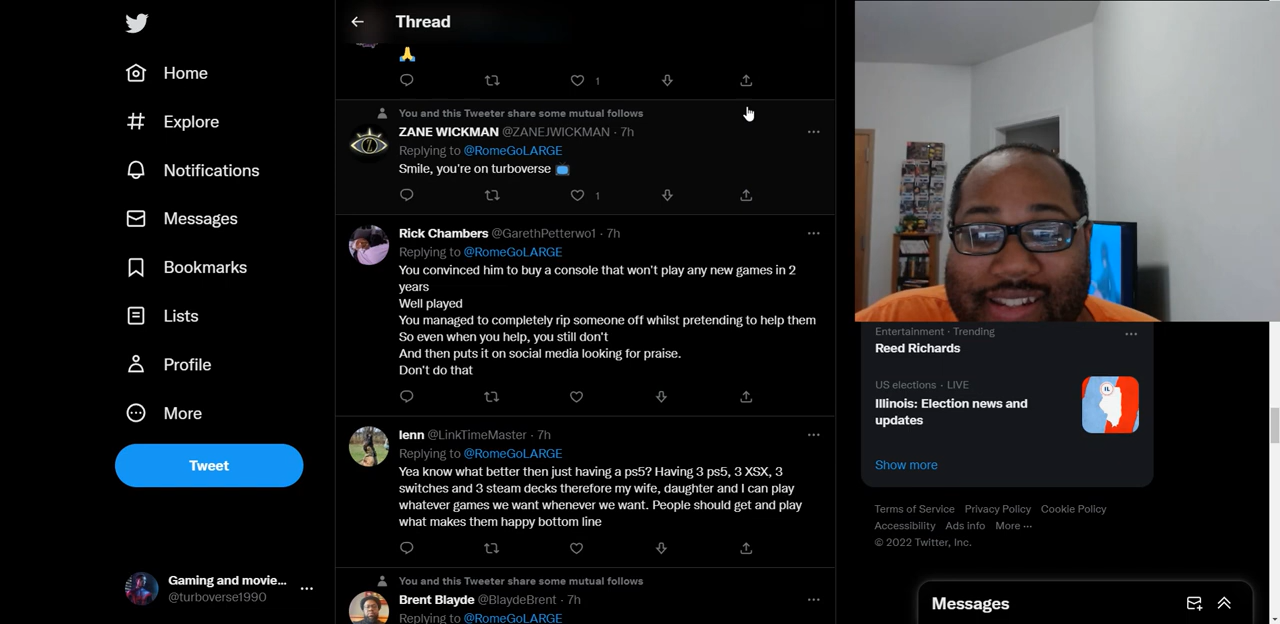 Thread
Home
Explore
Notifications
Messages
Bookmarks
Lists
Profile
More
Tweet
Gaming and movie...
@turboverse1990
🙏
1
You and this Tweeter share some mutual follows
ZANE WICKMAN @ZANEJWICKMAN · 7h
Replying to @RomeGoLARGE
Smile, you're on turboverse 📺
1
Rick Chambers @GarethPetterwo1 · 7h
Replying to @RomeGoLARGE
You convinced him to buy a console that won't play any new games in 2
years
Well played
You managed to completely rip someone off whilst pretending to help them
So even when you help, you still don't
And then puts it on social media looking for praise.
Don't do that
lenn @LinkTimeMaster · 7h
Replying to @RomeGoLARGE
Yea know what better then just having a ps5? Having 3 ps5, 3 XSX, 3
switches and 3 steam decks therefore my wife, daughter and I can play
whatever games we want whenever we want. People should get and play
what makes them happy bottom line
You and this Tweeter share some mutual follows
Brent Blayde @BlaydeBrent · 7h
Replying to @RomeGoLARGE
Entertainment · Trending
Reed Richards
US elections · LIVE
Illinois: Election news and
updates
IL
Show more
Terms of Service Privacy Policy Cookie Policy
Accessibility Ads info More ···
© 2022 Twitter, Inc.
Messages